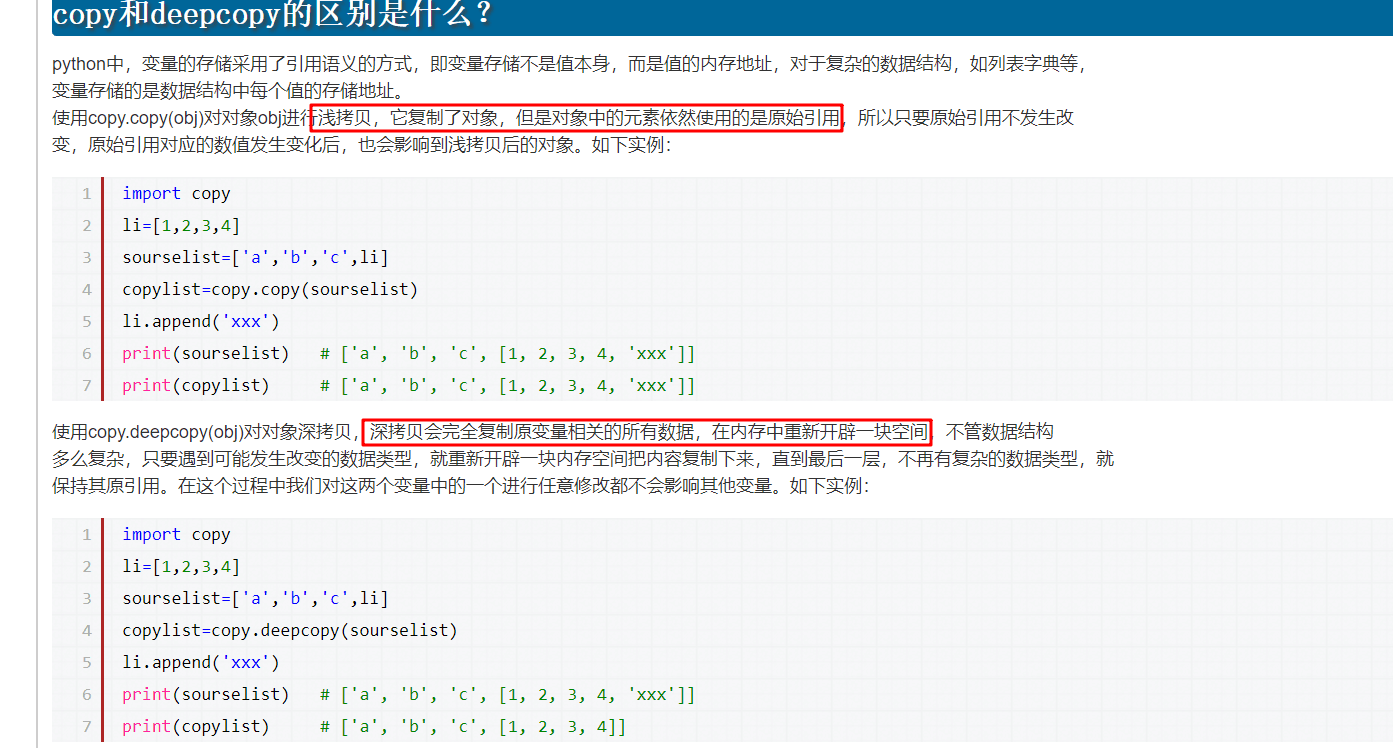 copy和deepcopy的区别是什么？
python中，变量的存储采用了引用语义的方式，即变量存储不是值本身，而是值的内存地址，对于复杂的数据结构，如列表字典等，
变量存储的是数据结构中每个值的存储地址。
使用copy.copy(obj)对对象obj进行浅拷贝，它复制了对象，但是对象中的元素依然使用的是原始引用，所以只要原始引用不发生改
变，原始引用对应的数值发生变化后，也会影响到浅拷贝后的对象。如下实例：
1 import copy
2 li=[1,2,3,4]
3 sourselist=['a','b','c',li]
4 copylist=copy.copy(sourselist)
5 li.append('xxx')
6 print(sourselist)   # ['a', 'b', 'c', [1, 2, 3, 4, 'xxx']]
7 print(copylist)     # ['a', 'b', 'c', [1, 2, 3, 4, 'xxx']]
使用copy.deepcopy(obj)对对象深拷贝，深拷贝会完全复制原变量相关的所有数据，在内存中重新开辟一块空间，不管数据结构
多么复杂，只要遇到可能发生改变的数据类型，就重新开辟一块内存空间把内容复制下来，直到最后一层，不再有复杂的数据类型，就
保持其原引用。在这个过程中我们对这两个变量中的一个进行任意修改都不会影响其他变量。如下实例：
1 import copy
2 li=[1,2,3,4]
3 sourselist=['a','b','c',li]
4 copylist=copy.deepcopy(sourselist)
5 li.append('xxx')
6 print(sourselist)   # ['a', 'b', 'c', [1, 2, 3, 4, 'xxx']]
7 print(copylist)     # ['a', 'b', 'c', [1, 2, 3, 4]]